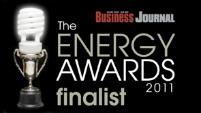 Business Journal
The
ENERGY
AWARDS
2011
finalist